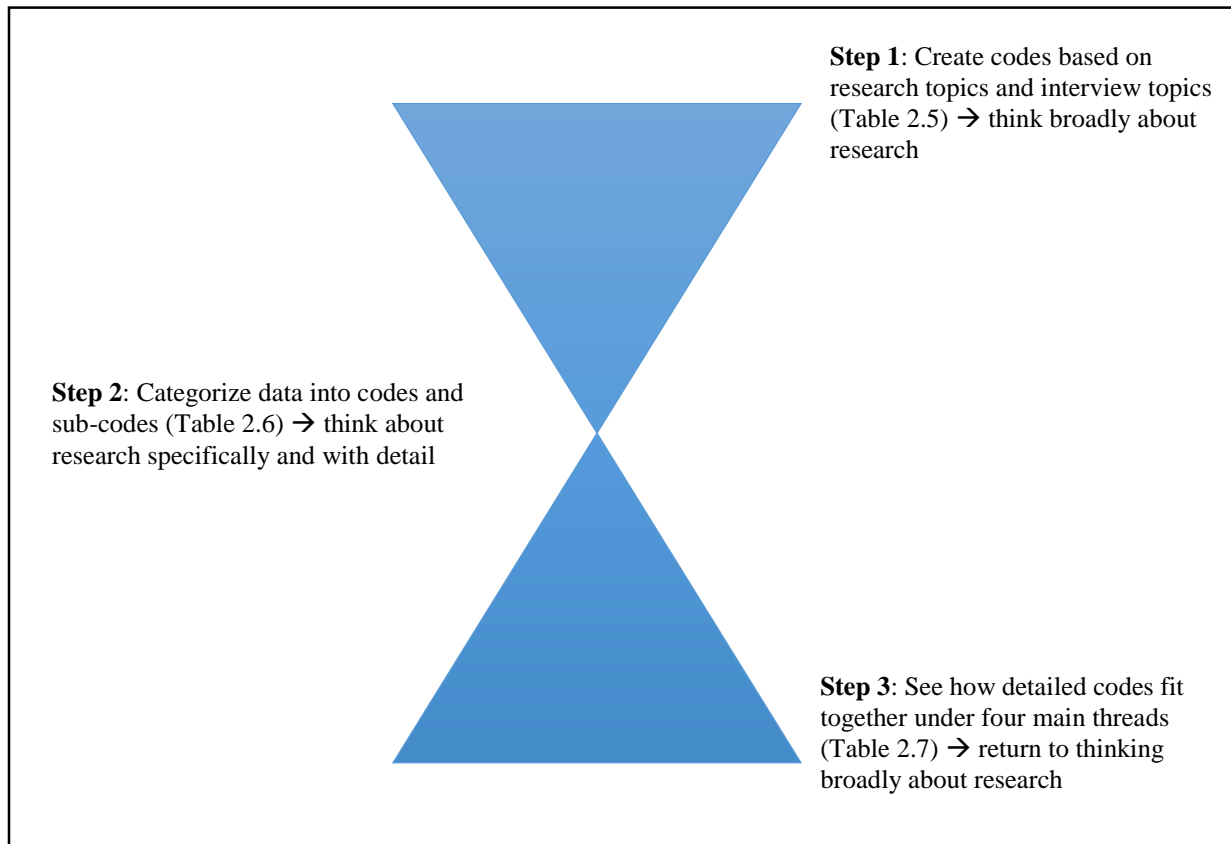 Step 1: Create codes based on
research topics and interview topics
(Table 2.5) → think broadly about
research
Step 2: Categorize data into codes and
sub-codes (Table 2.6) → think about
research specifically and with detail
Step 3: See how detailed codes fit
together under four main threads
(Table 2.7) → return to thinking
broadly about research